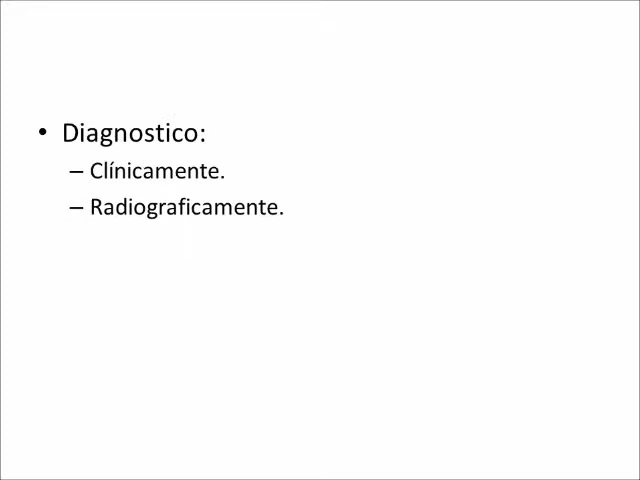 • Diagnostico:
– Clínicamente.
– Radiograficamente.